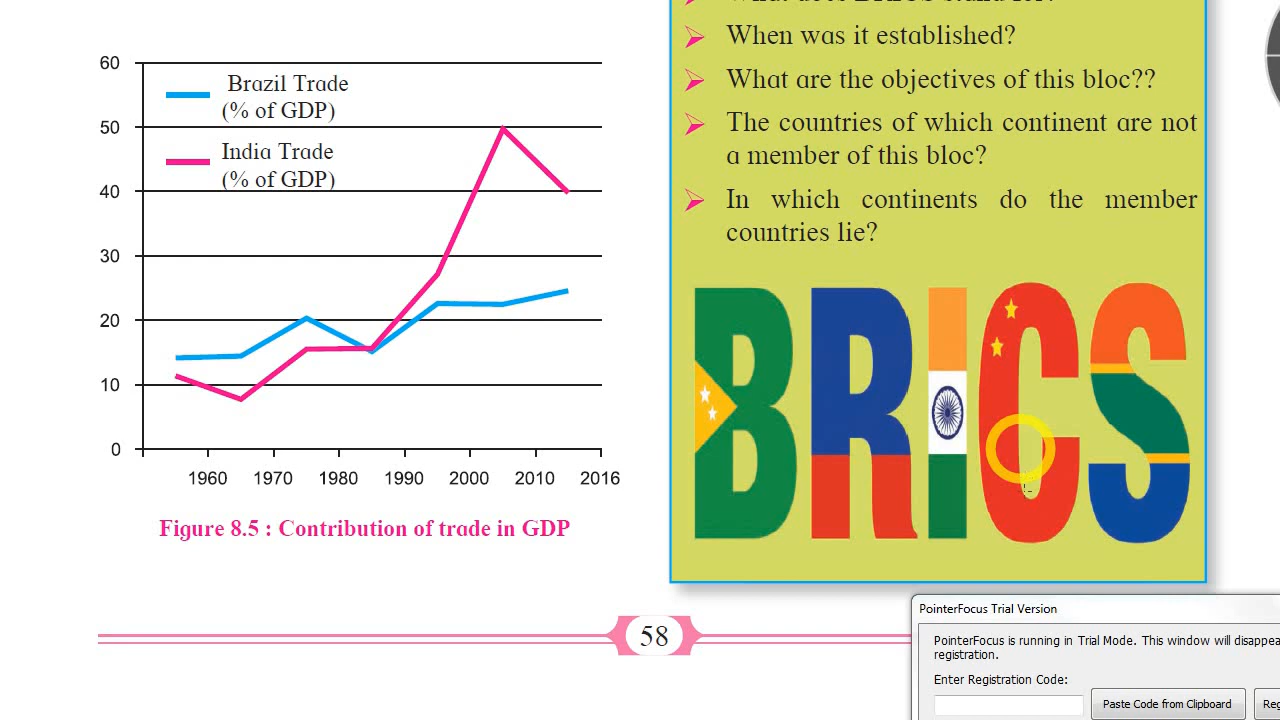 60
50
40
30
20
10
0
Brazil Trade
(% of GDP)
India Trade
(% of GDP)
1960 1970 1980 1990 2000 2010 2016
Figure 8.5 : Contribution of trade in GDP
When was it established?
What are the objectives of this bloc??
The countries of which continent are not
a member of this bloc?
In which continents do the member
countries lie?
BRICS
58
PointerFocus Trial Version
PointerFocus is running in Trial Mode. This window will disappea
registration.
Enter Registration Code:
Paste Code from Clipboard
Reg